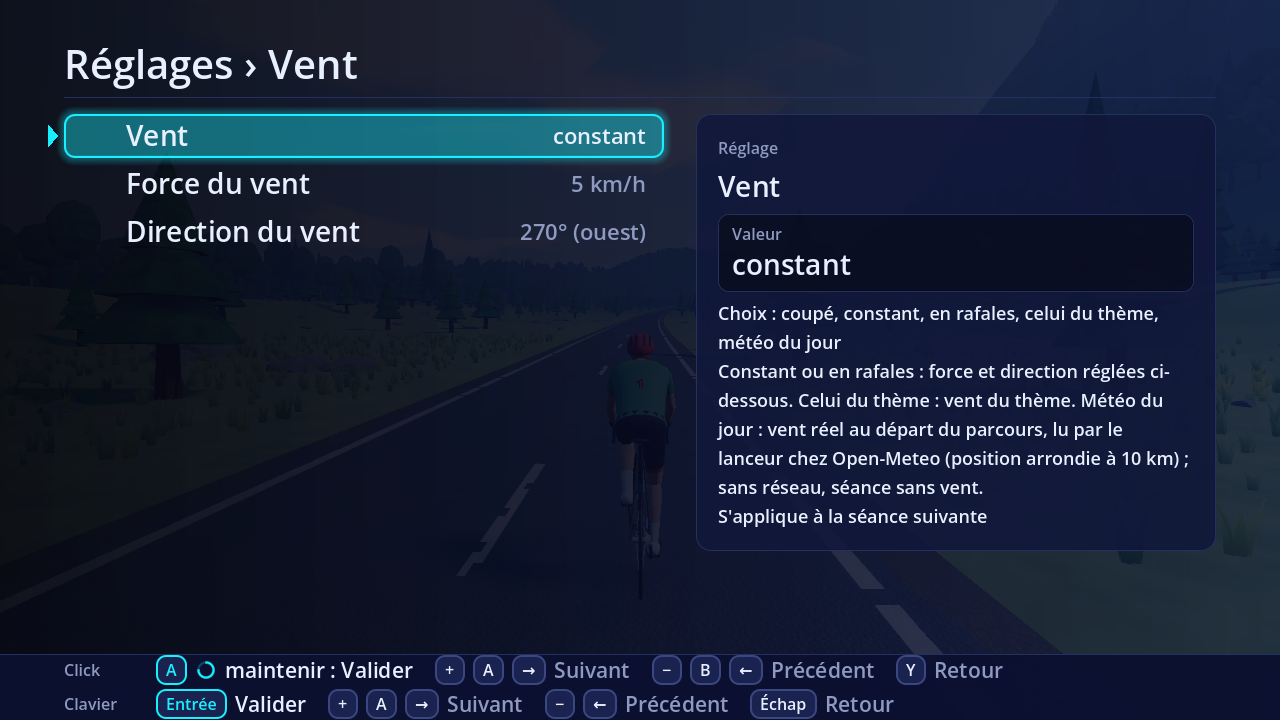 Réglages › Vent
Vent constant
Force du vent 5 km/h
Direction du vent 270° (ouest)
Réglage
Vent
Valeur
constant
Choix : coupé, constant, en rafales, celui du thème,
météo du jour
Constant ou en rafales : force et direction réglées ci-
dessous. Celui du thème : vent du thème. Météo du
jour : vent réel au départ du parcours, lu par le
lanceur chez Open-Meteo (position arrondie à 10 km) ;
sans réseau, séance sans vent.
S'applique à la séance suivante
Click A maintenir : Valider + A → Suivant − B ← Précédent Y Retour
Clavier Entrée Valider + A → Suivant − ← Précédent Échap Retour